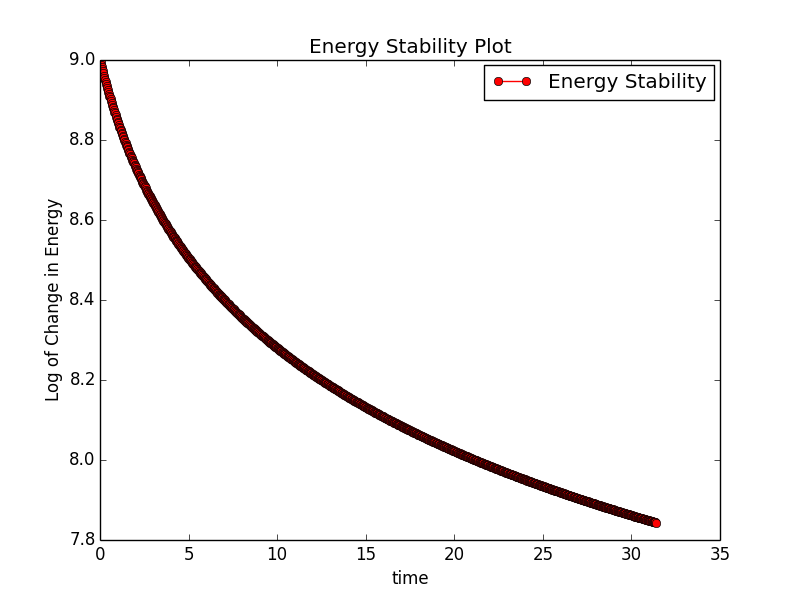 Energy Stability Plot
Energy Stability
Log of Change in Energy
9.0
8.8
8.6
8.4
8.2
8.0
7.8
0 5 10 15 20 25 30 35
time